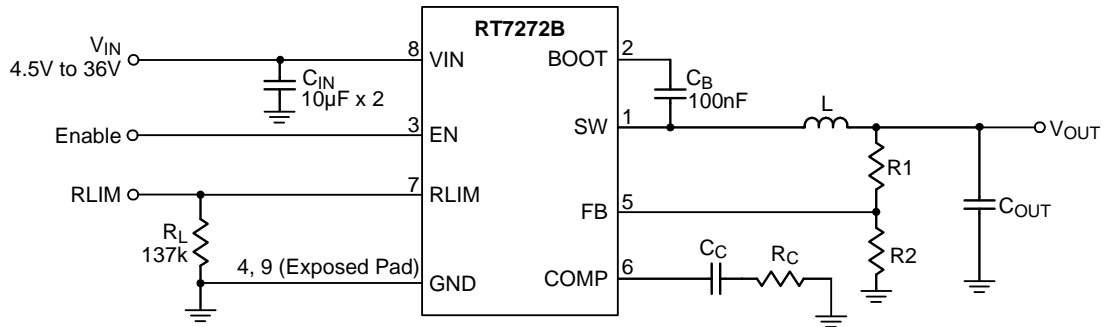 RT7272B
VIN
4.5V to 36V
8
VIN
CIN
10µF x 2
Enable
3
EN
RLIM
7
RLIM
RL
137k
4, 9 (Exposed Pad)
GND
BOOT
2
CB
100nF
SW
1
L
VOUT
R1
FB
5
COUT
R2
COMP
6
CC
RC